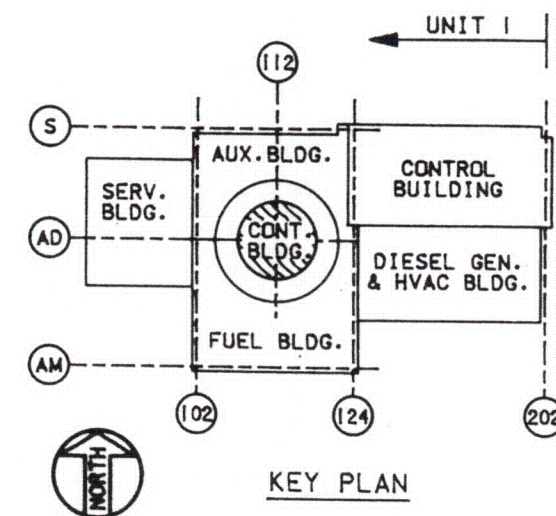 UNIT 1
112
S
AUX. BLDG.
SERV.
BLDG.
CONTROL
BUILDING
AD
CONT.
BLDG.
DIESEL GEN.
& HVAC BLDG.
FUEL BLDG.
AM
102
124
202
NORTH
KEY PLAN